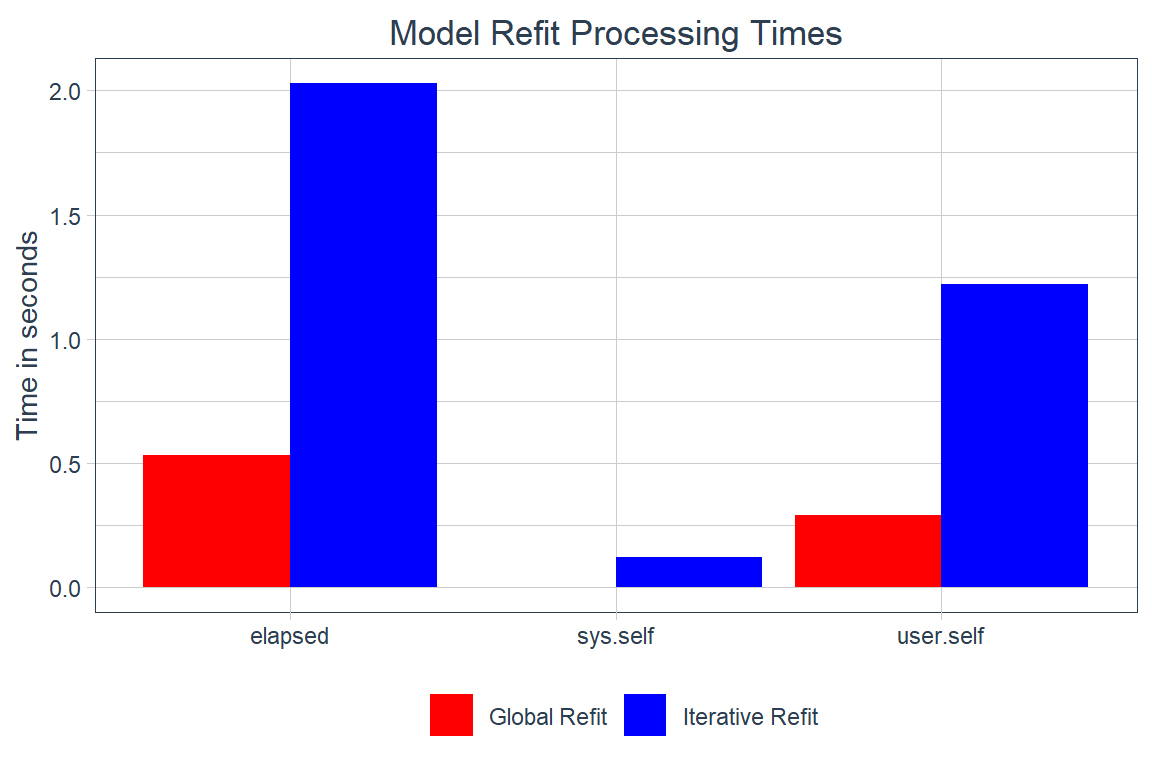 Model Refit Processing Times
Time in seconds
2.0
1.5
1.0
0.5
0.0
elapsed sys.self user.self
Global Refit Iterative Refit